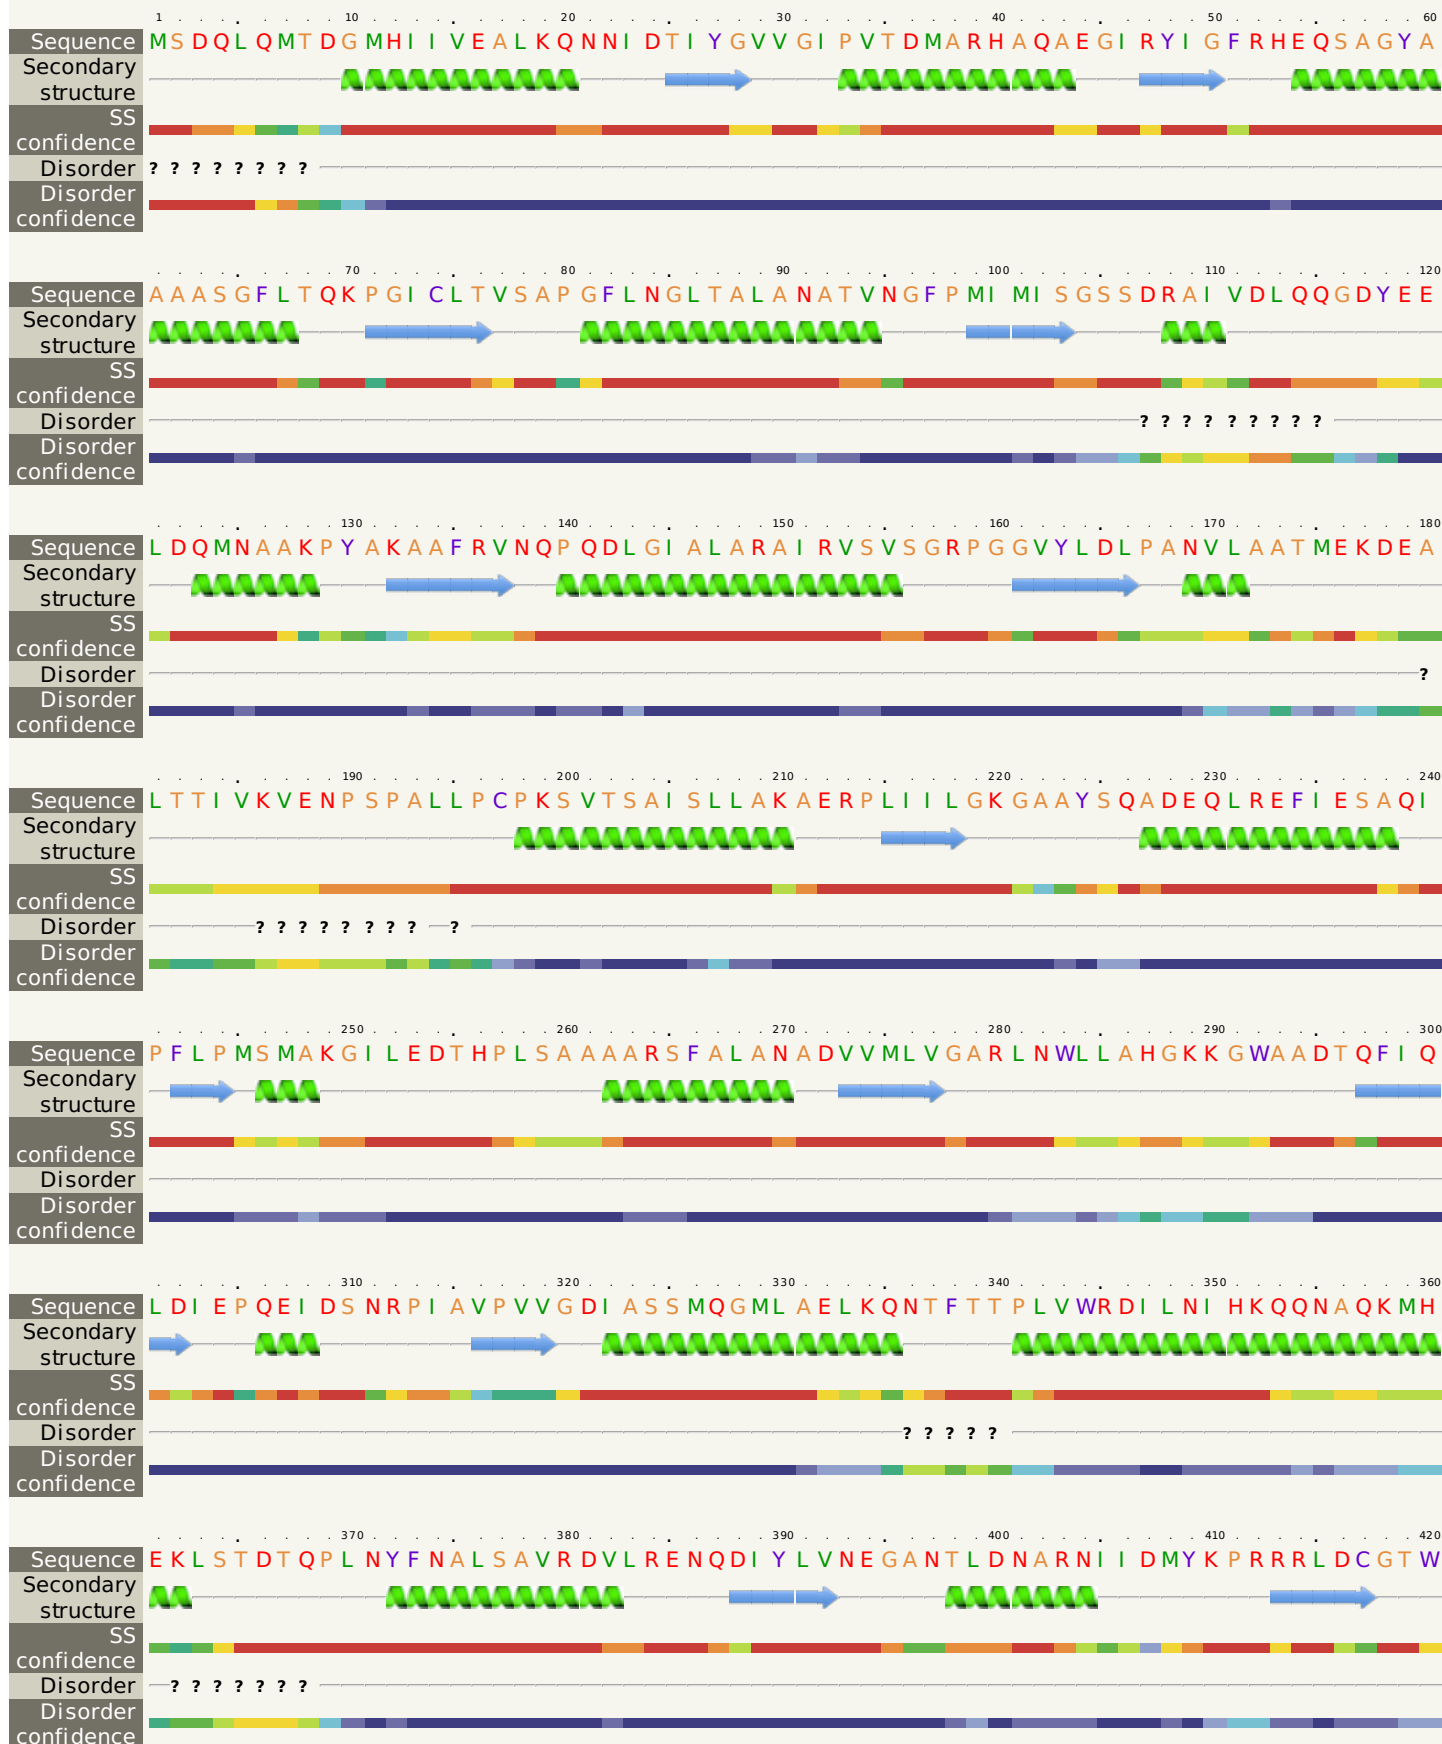 1 . . . . . . . . 10 . . . . . . . . . 20 . . . . . . . . . 30 . . . . . . . . . 40 . . . . . . . . . 50 . . . . . . . . . 60
Sequence MSDQLQMTDGMHIIVEALKQNNIDTIYGVVGIPVTDMARHAQAEGIRYIGFRHEQSAGYA
Secondary
structure
SS
confidence
Disorder ? ? ? ? ? ? ? ?
Disorder
confidence
. . . . . . . . . 70 . . . . . . . . . 80 . . . . . . . . . 90 . . . . . . . . . 100 . . . . . . . . . 110 . . . . . . . . . 120
Sequence AAASGFLTQKPGICLTVSAPGFLNGLTALANATVNGFPMIMISGSSDRAIVDLQQGDYEE
Secondary
structure
SS
confidence
Disorder ? ? ? ? ? ? ? ? ?
Disorder
confidence
. . . . . . . . . 130 . . . . . . . . . 140 . . . . . . . . . 150 . . . . . . . . . 160 . . . . . . . . . 170 . . . . . . . . . 180
Sequence LDQMNAAKPYAKAAFRVNQPQDLGIALARAIRVSVSGRPGGVYLDLPANVLAATMEKDEA
Secondary
structure
SS
confidence
Disorder ?
Disorder
confidence
. . . . . . . . . 190 . . . . . . . . . 200 . . . . . . . . . 210 . . . . . . . . . 220 . . . . . . . . . 230 . . . . . . . . . 240
Sequence LTTIVKVENPSPALLPCPKSVTSAISLLAKAERPLIILGKGAAYSQADEQLREFIESAQI
Secondary
structure
SS
confidence
Disorder ? ? ? ? ? ? ? ? ?
Disorder
confidence
. . . . . . . . . 250 . . . . . . . . . 260 . . . . . . . . . 270 . . . . . . . . . 280 . . . . . . . . . 290 . . . . . . . . . 300
Sequence PFLPMSMAKGILEDTHPLSAAAARSFALANADVVMLVGARLNWLLAHGKKGWAADTQFIQ
Secondary
structure
SS
confidence
Disorder
Disorder
confidence
. . . . . . . . . 310 . . . . . . . . . 320 . . . . . . . . . 330 . . . . . . . . . 340 . . . . . . . . . 350 . . . . . . . . . 360
Sequence LDIEPQEIDSNRPIAVPVVGDIASSMQGMLAELKQNTFTTPLVWRDILNIHKQQNAQKMH
Secondary
structure
SS
confidence
Disorder ? ? ? ? ?
Disorder
confidence
. . . . . . . . . 370 . . . . . . . . . 380 . . . . . . . . . 390 . . . . . . . . . 400 . . . . . . . . . 410 . . . . . . . . . 420
Sequence EKLSTDTQPLNYFNALSAVRDVLRENQDIYLVNEGANTLDNARNIIDMYKPRRRLDCGTW
Secondary
structure
SS
confidence
Disorder ? ? ? ? ? ? ?
Disorder
confidence